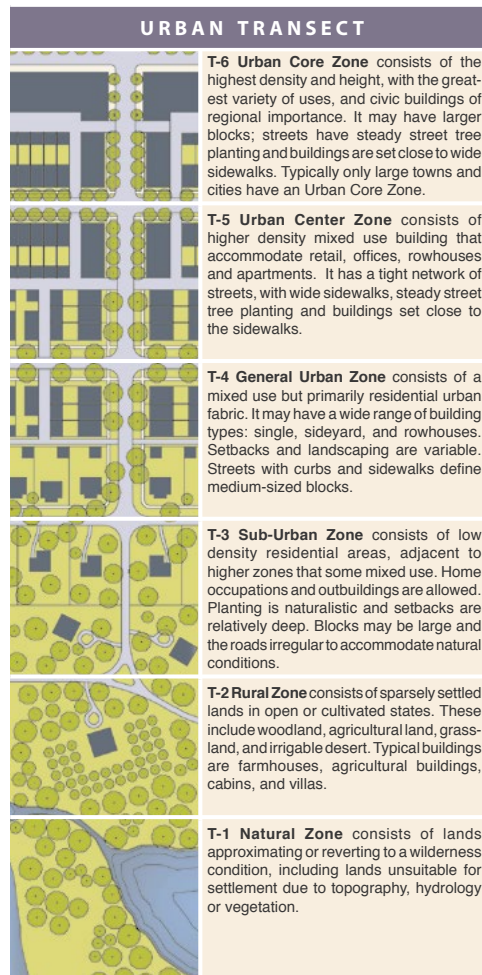 URBAN TRANSECT
T-6 Urban Core Zone consists of the
highest density and height, with the great-
est variety of uses, and civic buildings of
regional importance. It may have larger
blocks; streets have steady street tree
planting and buildings are set close to wide
sidewalks. Typically only large towns and
cities have an Urban Core Zone.
T-5 Urban Center Zone consists of
higher density mixed use building that
accommodate retail, offices, rowhouses
and apartments. It has a tight network of
streets, with wide sidewalks, steady street
tree planting and buildings set close to
the sidewalks.
T-4 General Urban Zone consists of a
mixed use but primarily residential urban
fabric. It may have a wide range of building
types: single, sideyard, and rowhouses.
Setbacks and landscaping are variable.
Streets with curbs and sidewalks define
medium-sized blocks.
T-3 Sub-Urban Zone consists of low
density residential areas, adjacent to
higher zones that some mixed use. Home
occupations and outbuildings are allowed.
Planting is naturalistic and setbacks are
relatively deep. Blocks may be large and
the roads irregular to accommodate natural
conditions.
T-2 Rural Zone consists of sparsely settled
lands in open or cultivated states. These
include woodland, agricultural land, grass-
land, and irrigable desert. Typical buildings
are farmhouses, agricultural buildings,
cabins, and villas.
T-1 Natural Zone consists of lands
approximating or reverting to a wilderness
condition, including lands unsuitable for
settlement due to topography, hydrology
or vegetation.